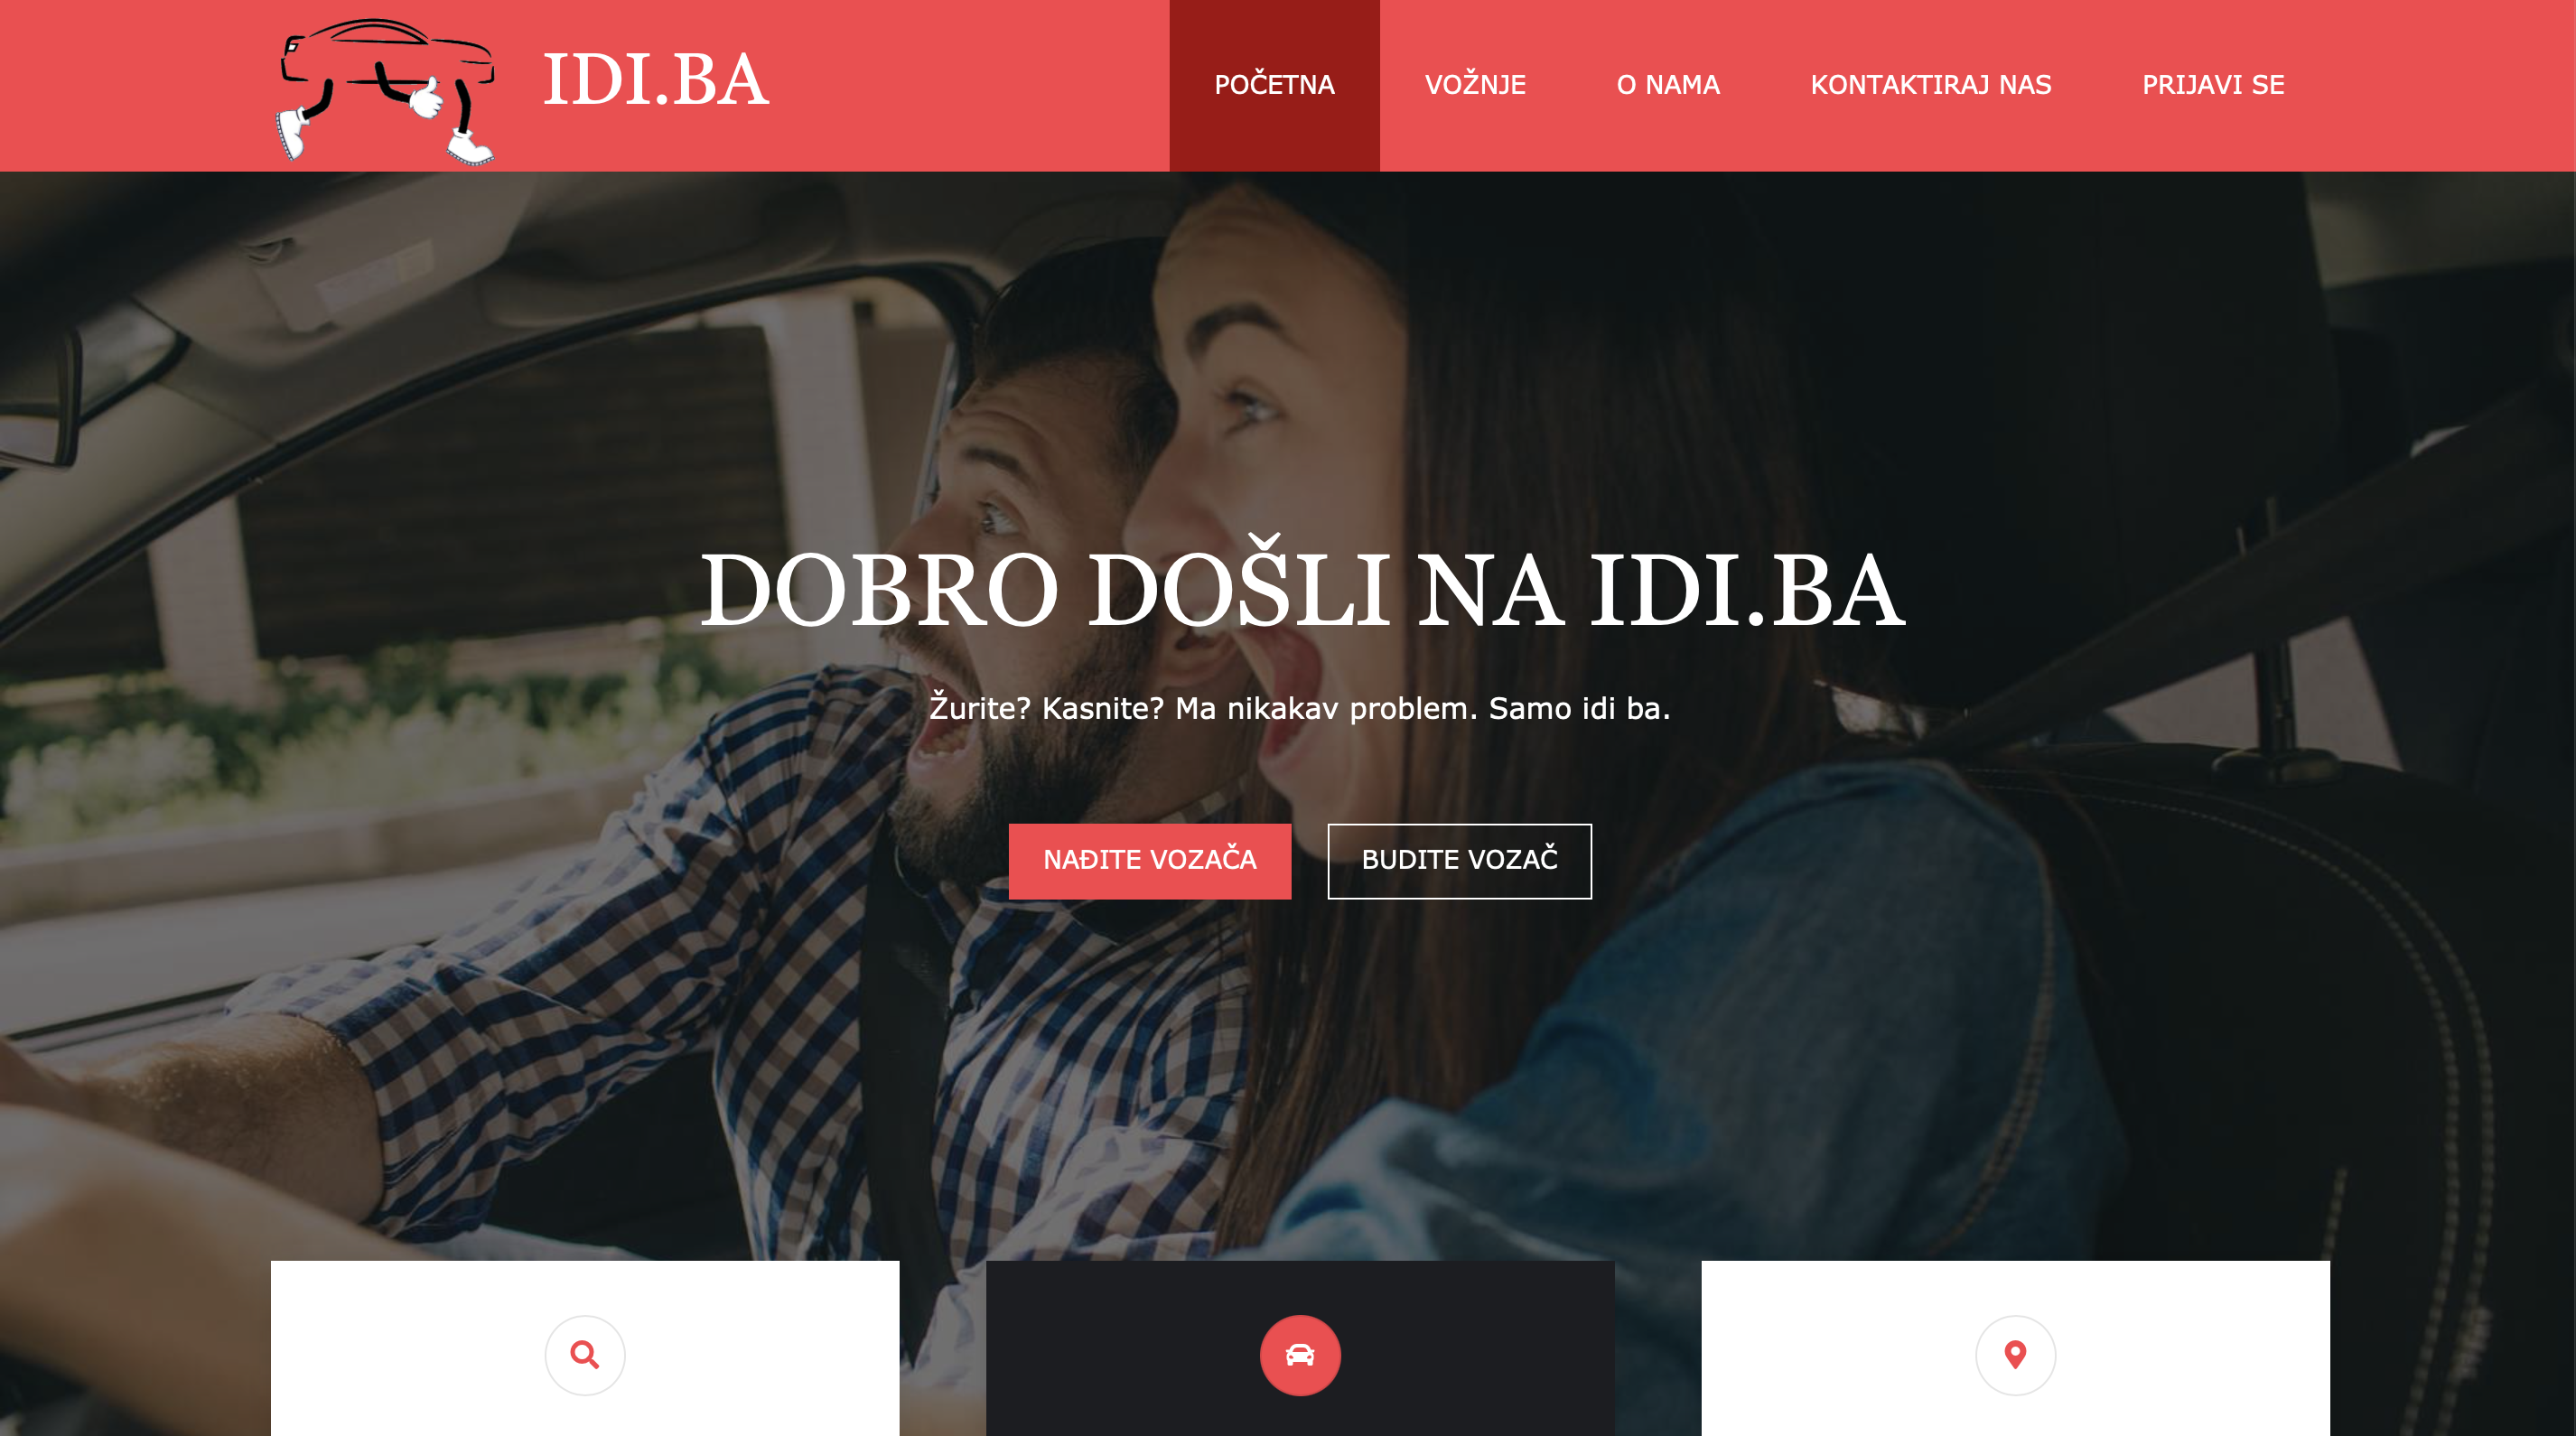 IDI.BA
POČETNA
VOŽNJE
O NAMA
KONTAKTIRAJ NAS
PRIJAVI SE
DOBRO DOŠLI NA IDI.BA
Žurite? Kasnite? Ma nikakav problem. Samo idi ba.
NAĐITE VOZAČA
BUDITE VOZAČ